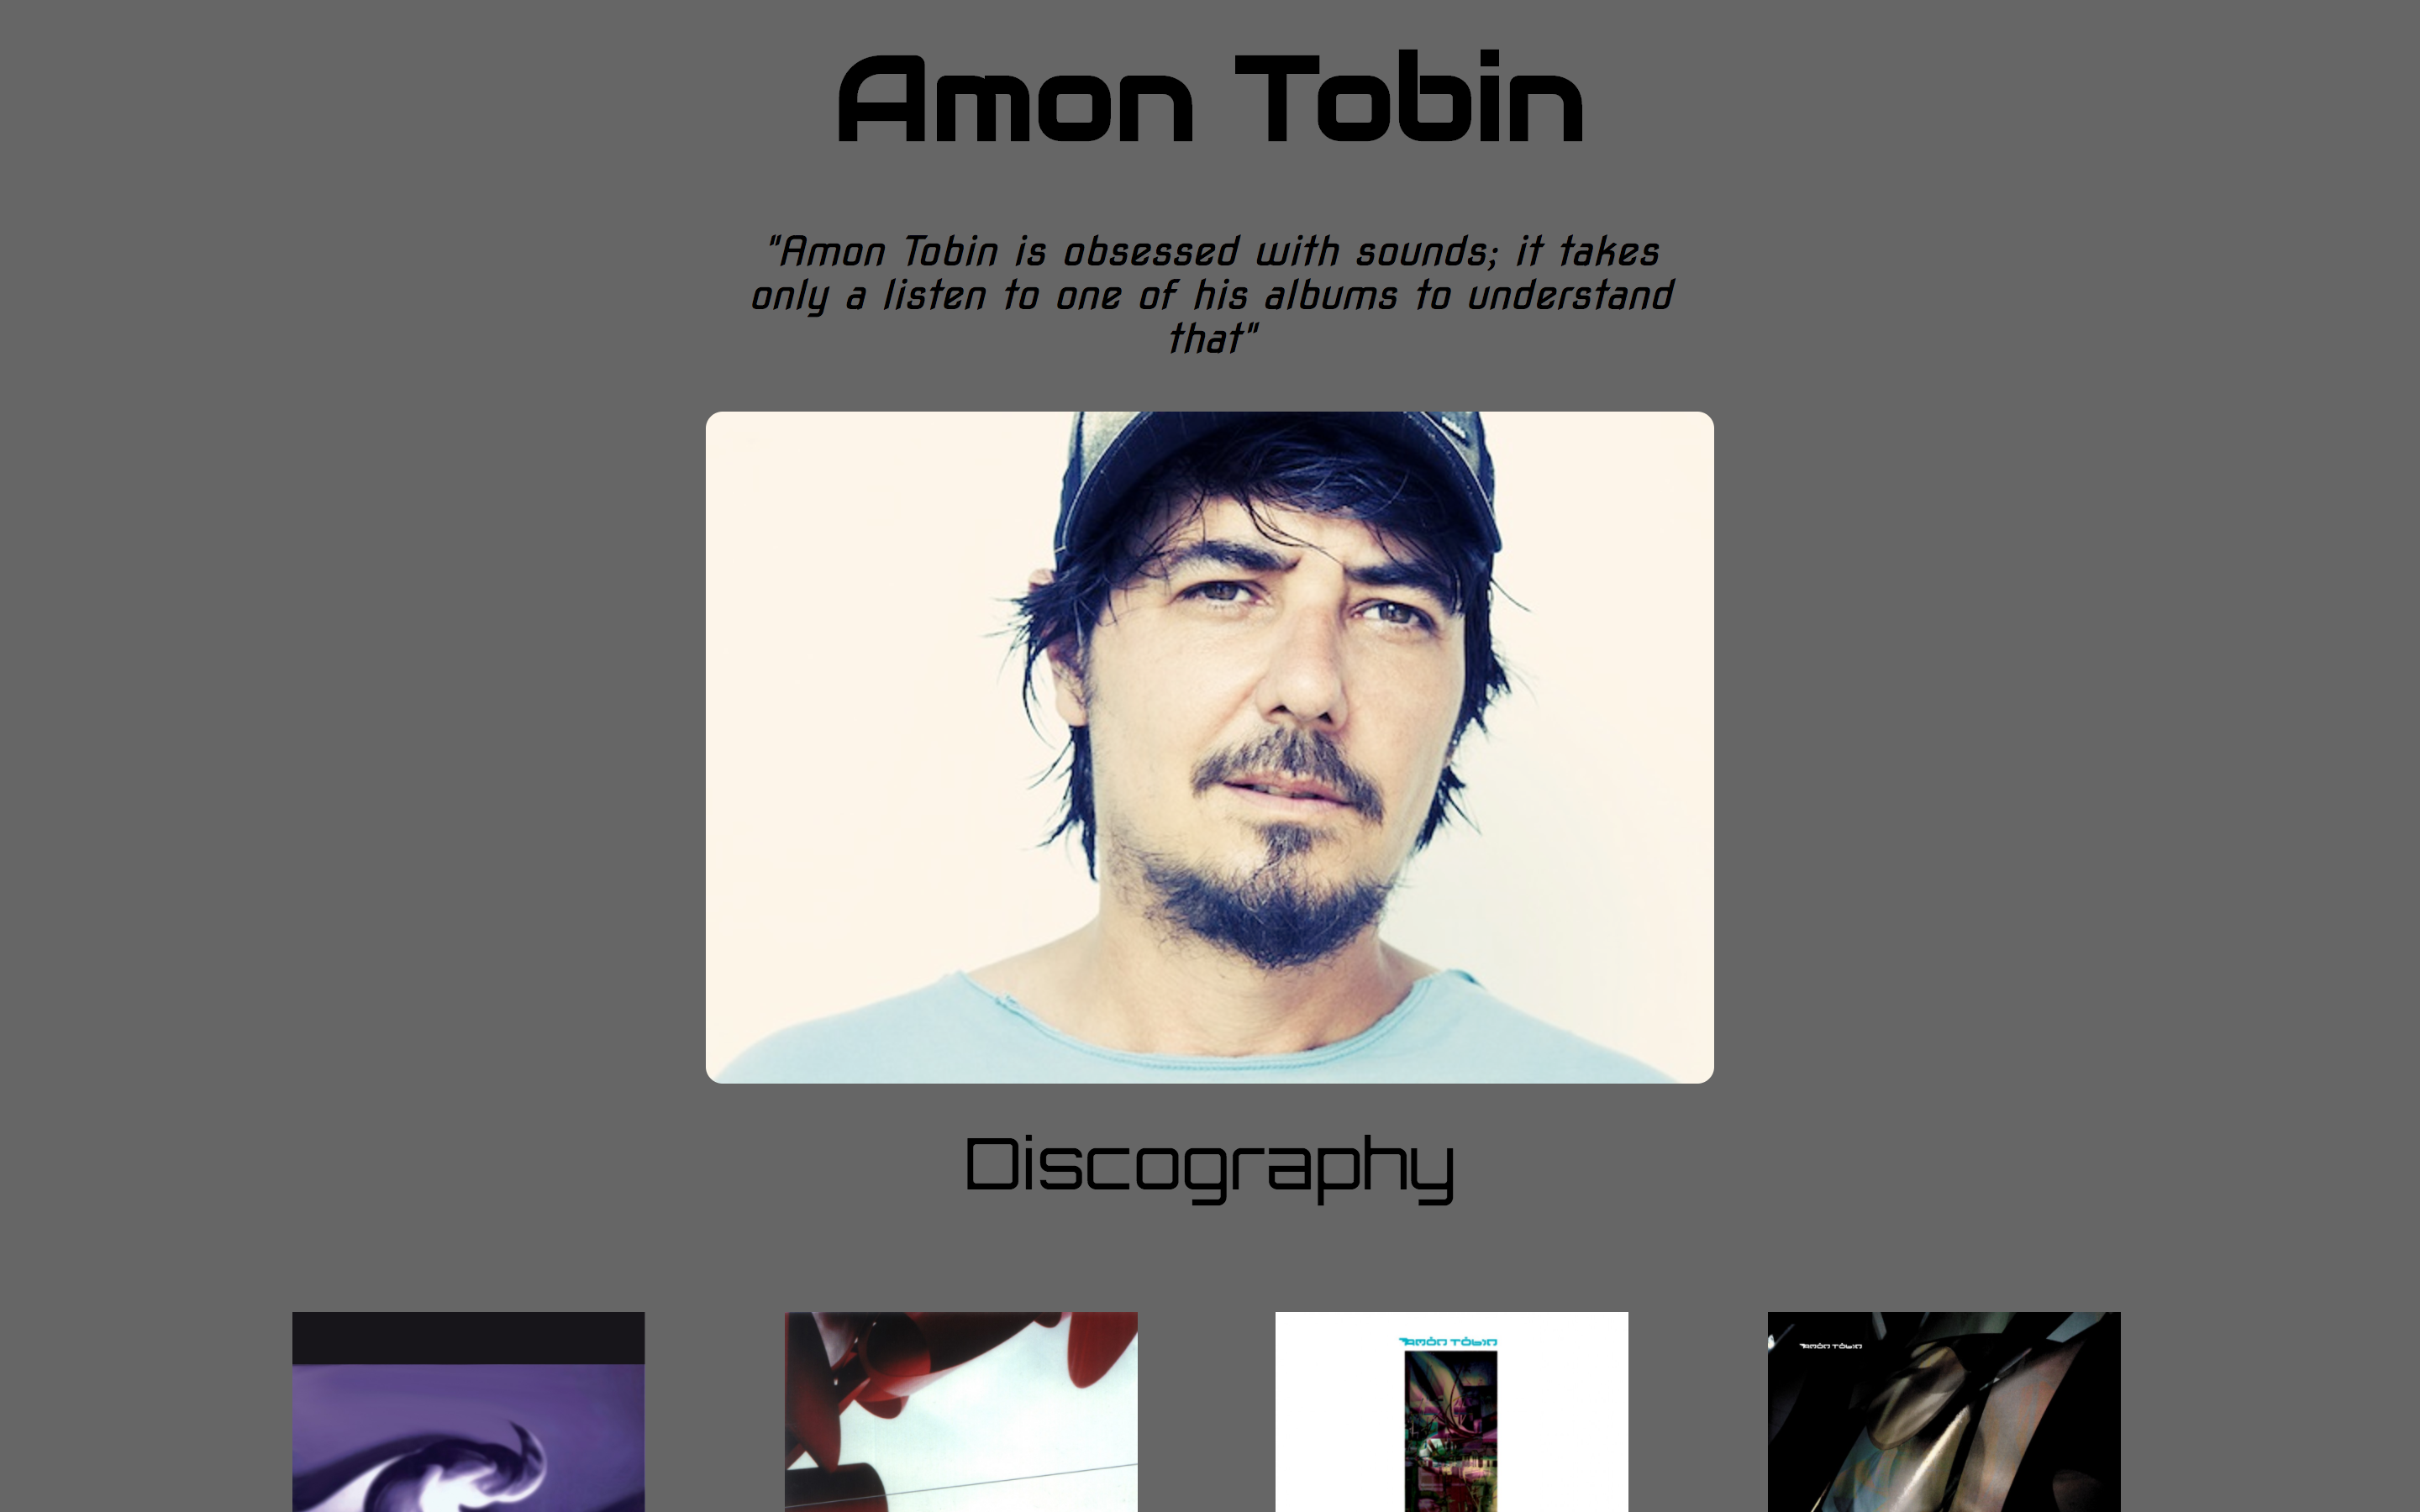 Amon Tobin
"Amon Tobin is obsessed with sounds; it takes
only a listen to one of his albums to understand
that"
Discography
AMON TOBIN
AMON TOBIN